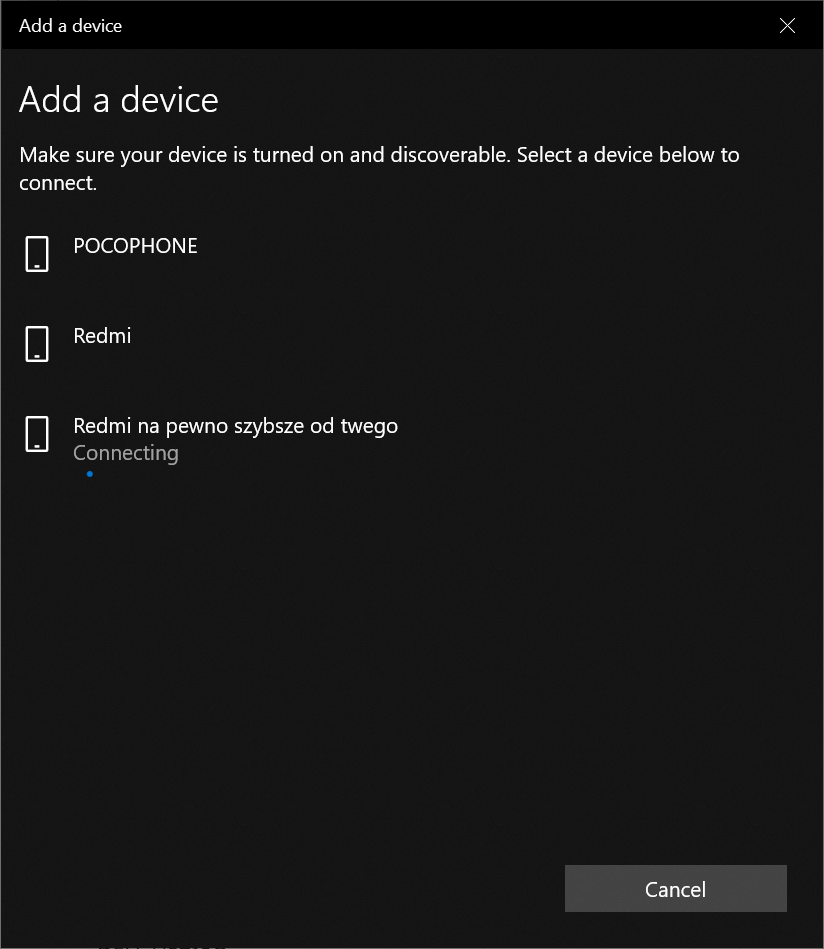 Add a device
Add a device
Make sure your device is turned on and discoverable. Select a device below to
connect.
POCOPHONE
Redmi
Redmi na pewno szybsze od twego
Connecting
Cancel